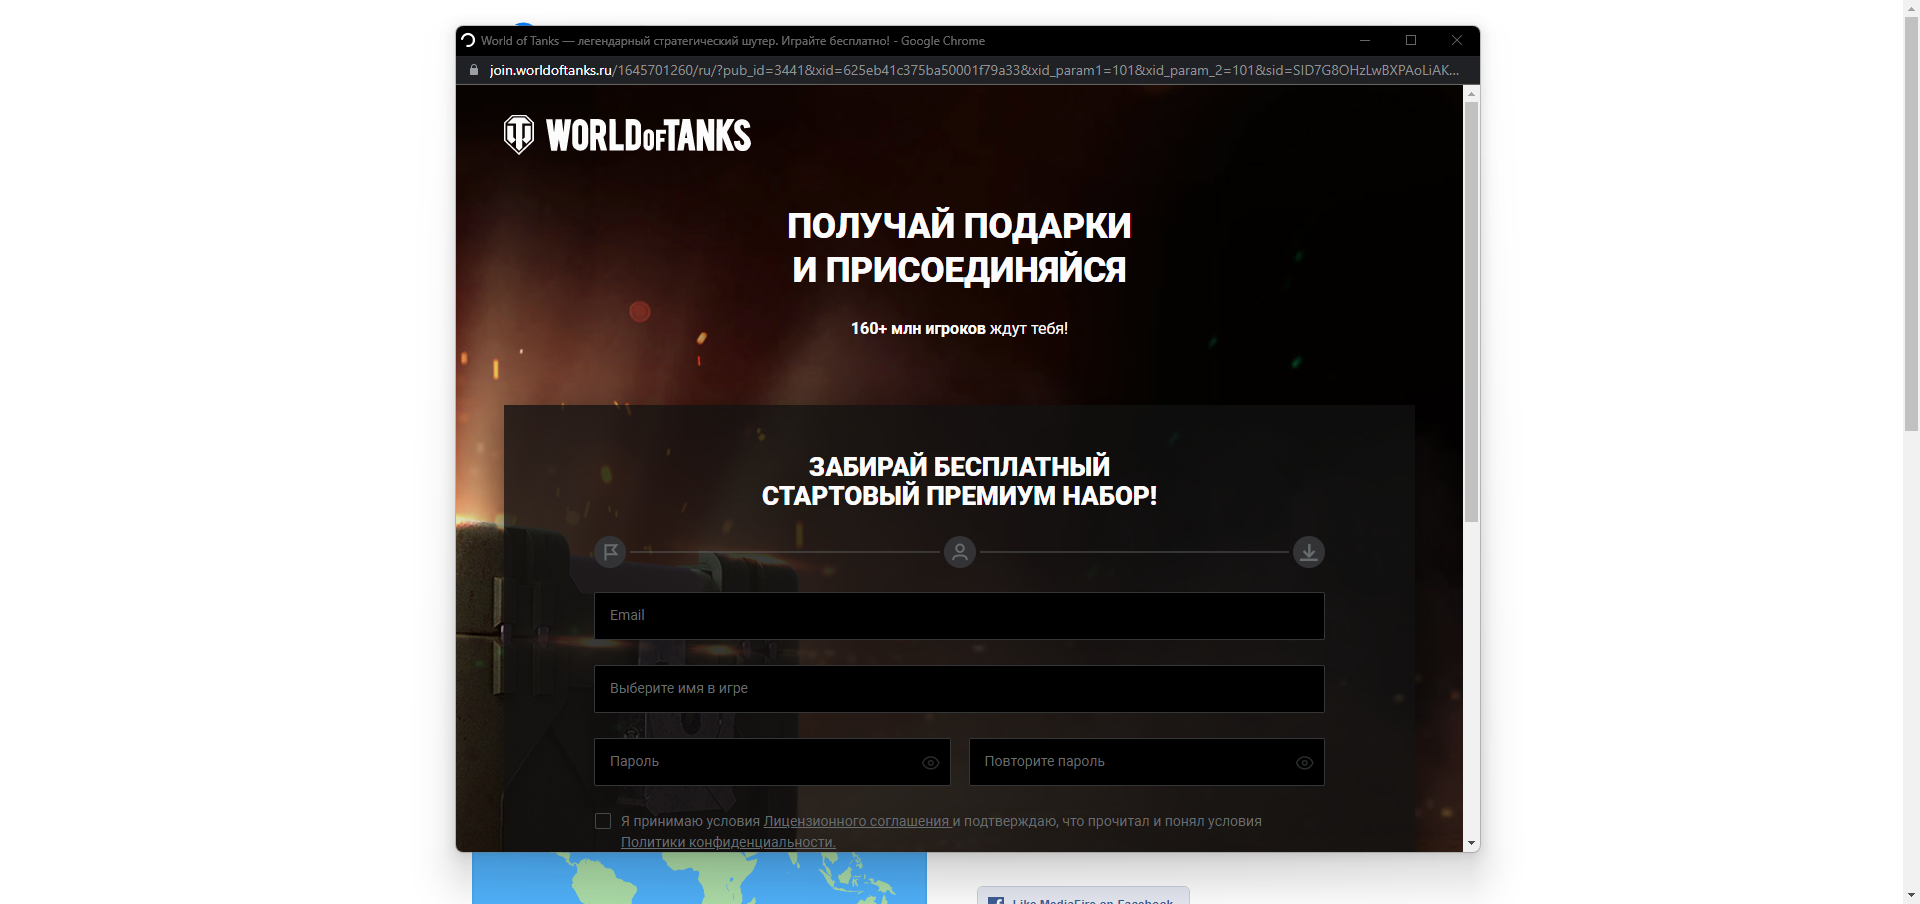 World of Tanks — легендарный стратегический шутер. Играйте бесплатно! - Google Chrome
join.worldoftanks.ru/1645701260/ru/?pub_id=3441&xid=625eb41c375ba50001f79a33&xid_param1=101&xid_param_2=101&sid=SID7G8OHzLwBXPAoLiAK...
WORLD OF TANKS
ПОЛУЧАЙ ПОДАРКИ
И ПРИСОЕДИНЯЙСЯ
160+ млн игроков ждут тебя!
ЗАБИРАЙ БЕСПЛАТНЫЙ
СТАРТОВЫЙ ПРЕМИУМ НАБОР!
Email
Выберите имя в игре
Пароль
Повторите пароль
Я принимаю условия Лицензионного соглашения и подтверждаю, что прочитал и понял условия
Политики конфиденциальности.
Like MediaFire on Facebook